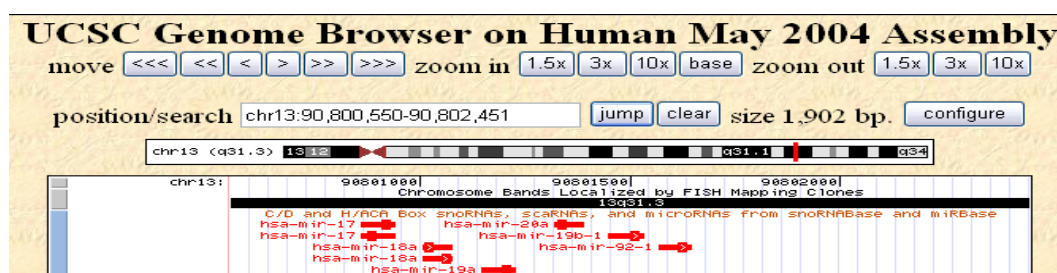 UCSC Genome Browser on Human May 2004 Assembly
move <<< << < > >> >>> zoom in 1.5x 3x 10x base zoom out 1.5x 3x 10x
position/search chr13:90,800,550-90,802,451 jump clear size 1,902 bp. configure
chr13 (q31.3) 13 12 q31.1 q34
chr13: 90801000| 90801500| 90802000|
Chromosome Bands Localized by FISH Mapping Clones
13q31.3
C/D and H/ACA Box snoRNAs, scaRNAs, and microRNAs from snoRNABase and miRBase
hsa-mir-17 hsa-mir-20a
hsa-mir-17 hsa-mir-19b-1
hsa-mir-18a hsa-mir-92-1
hsa-mir-18a
hsa-mir-19a